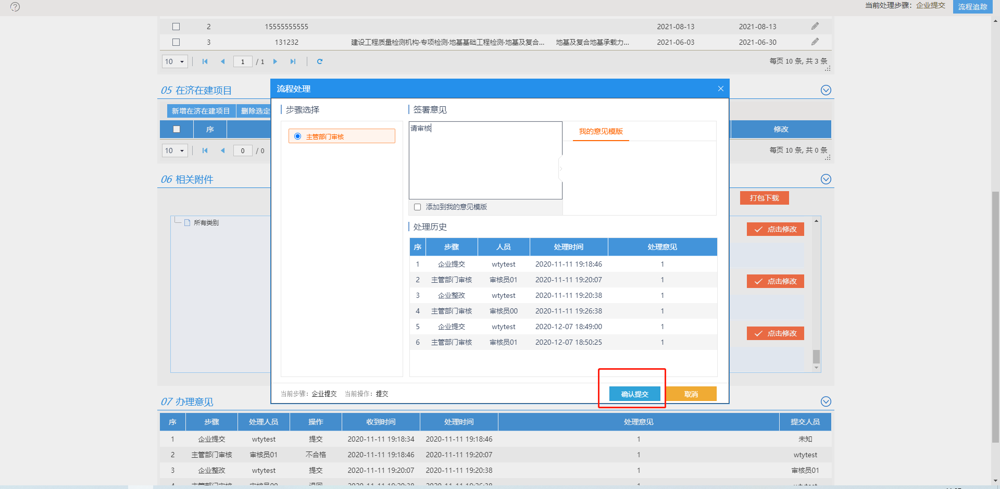 当前处理步骤：企业提交 流程追踪
2 15555555555 2021-08-13 2021-08-13
3 131232 建设工程质量检测机构·专项检测·地基基础工程检测·地基及复合... 地基及复合地基承载力... 2021-06-03 2021-06-30
10 1 / 1 每页 10 条, 共 3 条
05 在济在建项目
新增在济在建项目 删除选定
序 修改
10 0 / 0 每页 10 条, 共 0 条
06 相关附件
打包下载
所有类别
点击修改
点击修改
点击修改
流程处理
步骤选择
主管部门审核
签署意见
请审核
我的意见模版
添加到我的意见模版
处理历史
序 步骤 人员 处理时间 处理意见
1 企业提交 wtytest 2020-11-11 19:18:46 1
2 主管部门审核 审核员01 2020-11-11 19:20:07 1
3 企业整改 wtytest 2020-11-11 19:20:38 1
4 主管部门审核 审核员00 2020-11-11 19:26:38 1
5 企业提交 wtytest 2020-12-07 18:49:00 1
6 主管部门审核 审核员01 2020-12-07 18:50:25 1
当前步骤：企业提交 当前操作：提交 确认提交 取消
07 办理意见
序 步骤 处理人员 操作 收到时间 处理时间 处理意见 提交人员
1 企业提交 wtytest 提交 2020-11-11 19:18:34 2020-11-11 19:18:46 1 未知
2 主管部门审核 审核员01 不合格 2020-11-11 19:18:46 2020-11-11 19:20:07 1 wtytest
3 企业整改 wtytest 提交 2020-11-11 19:20:07 2020-11-11 19:20:38 1 审核员01